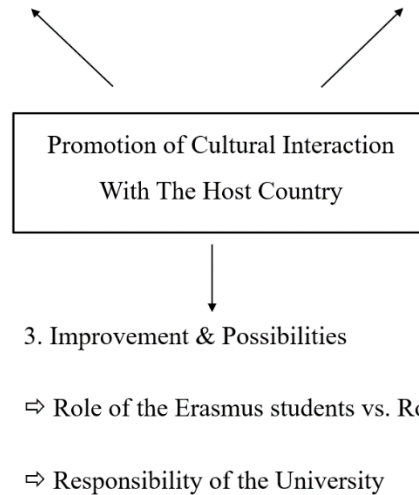 Promotion of Cultural Interaction
With The Host Country
3. Improvement & Possibilities
⇨ Role of the Erasmus students vs.
⇨ Responsibility of the University